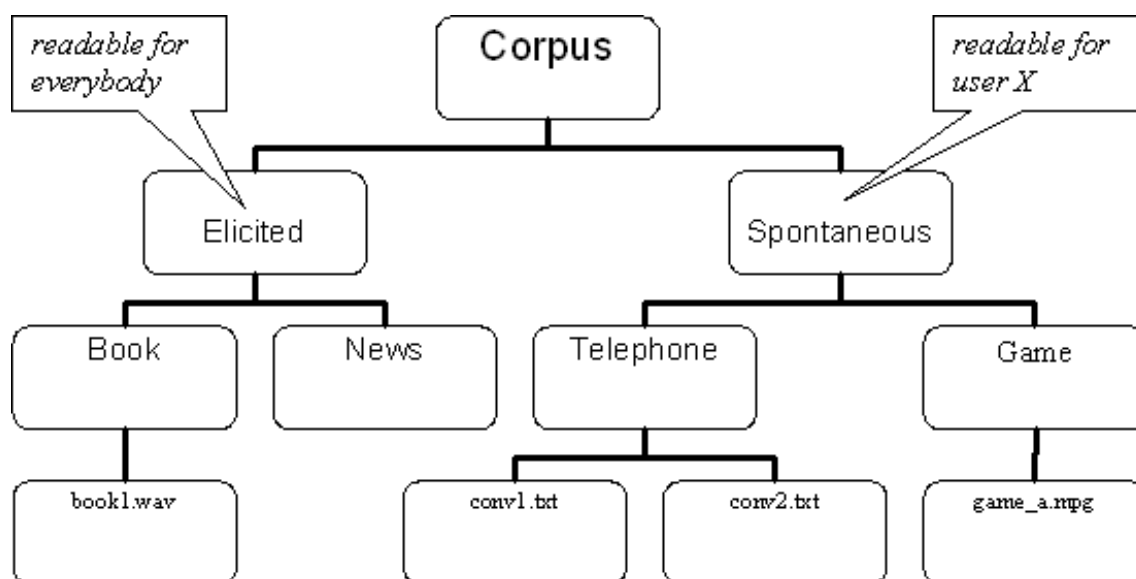 readable for
everybody
Corpus
readable for
user X
Elicited
Spontaneous
Book
News
Telephone
Game
book1.wav
conv1.txt
conv2.txt
game_a.mpg